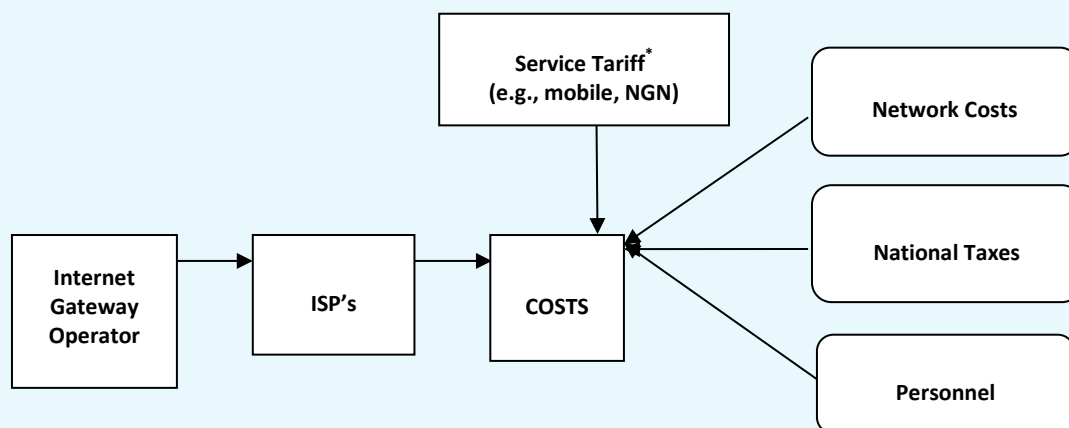 Service Tariff*
(e.g., mobile, NGN)
Network Costs
National Taxes
Internet
Gateway
Operator
ISP's
COSTS
Personnel